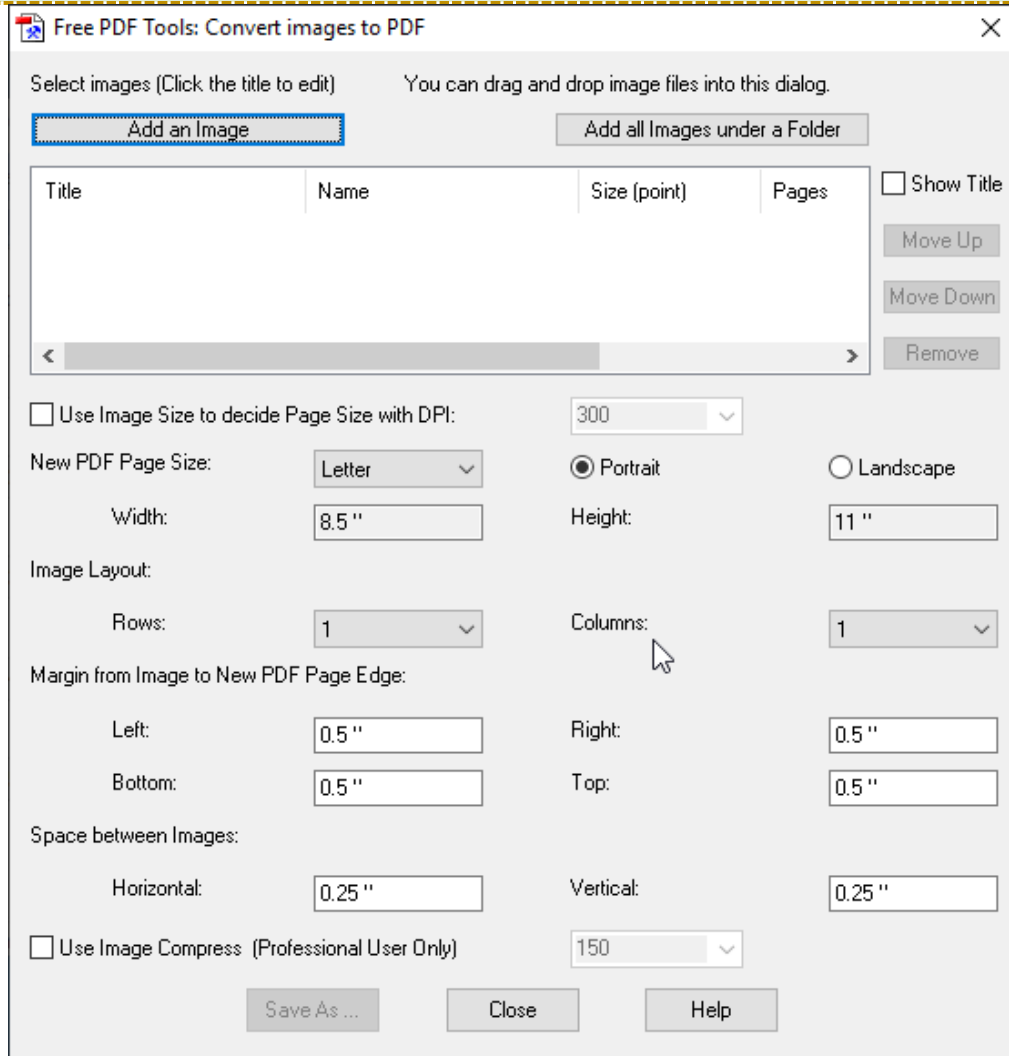 Free PDF Tools: Convert images to PDF
Select images (Click the title to edit) You can drag and drop image files into this dialog.
Add an Image Add all Images under a Folder
Title Name Size (point) Pages Show Title
Move Up
Move Down
Remove
Use Image Size to decide Page Size with DPI: 300
New PDF Page Size: Letter Portrait Landscape
Width: 8.5 " Height: 11 "
Image Layout:
Rows: 1 Columns: 1
Margin from Image to New PDF Page Edge:
Left: 0.5 " Right: 0.5 "
Bottom: 0.5 " Top: 0.5 "
Space between Images:
Horizontal: 0.25 " Vertical: 0.25 "
Use Image Compress (Professional User Only) 150
Save As ... Close Help